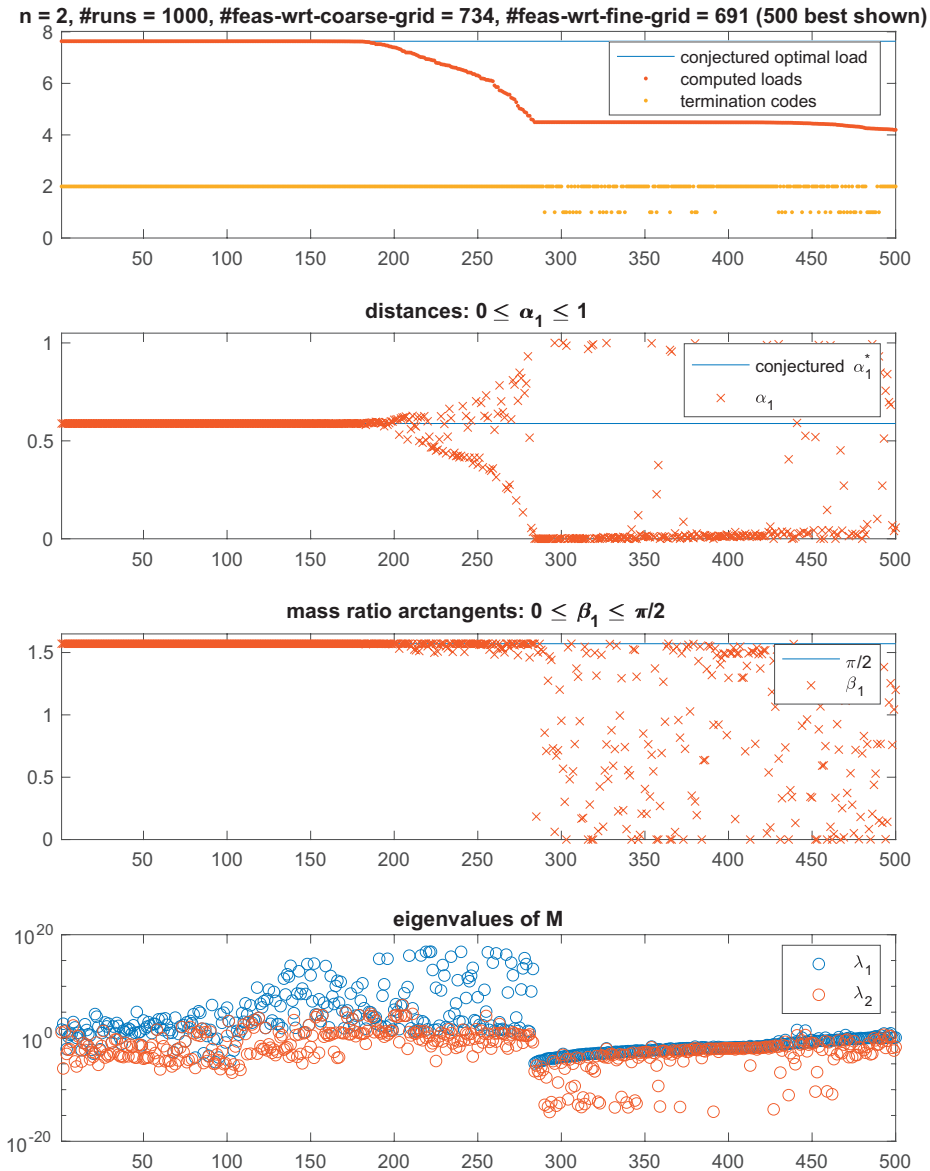 n = 2, #runs = 1000, #feas-wrt-coarse-grid = 734, #feas-wrt-fine-grid = 691 (500 best shown)
8
6
4
2
0
conjectured optimal load
computed loads
termination codes
50 100 150 200 250 300 350 400 450 500
distances: 0 ≤ α₁ ≤ 1
1
0.5
0
conjectured α₁*
α₁
50 100 150 200 250 300 350 400 450 500
mass ratio arctangents: 0 ≤ β₁ ≤ π/2
1.5
1
0.5
0
π/2
β₁
50 100 150 200 250 300 350 400 450 500
eigenvalues of M
10²⁰
10⁰
10⁻²⁰
λ₁
λ₂
50 100 150 200 250 300 350 400 450 500